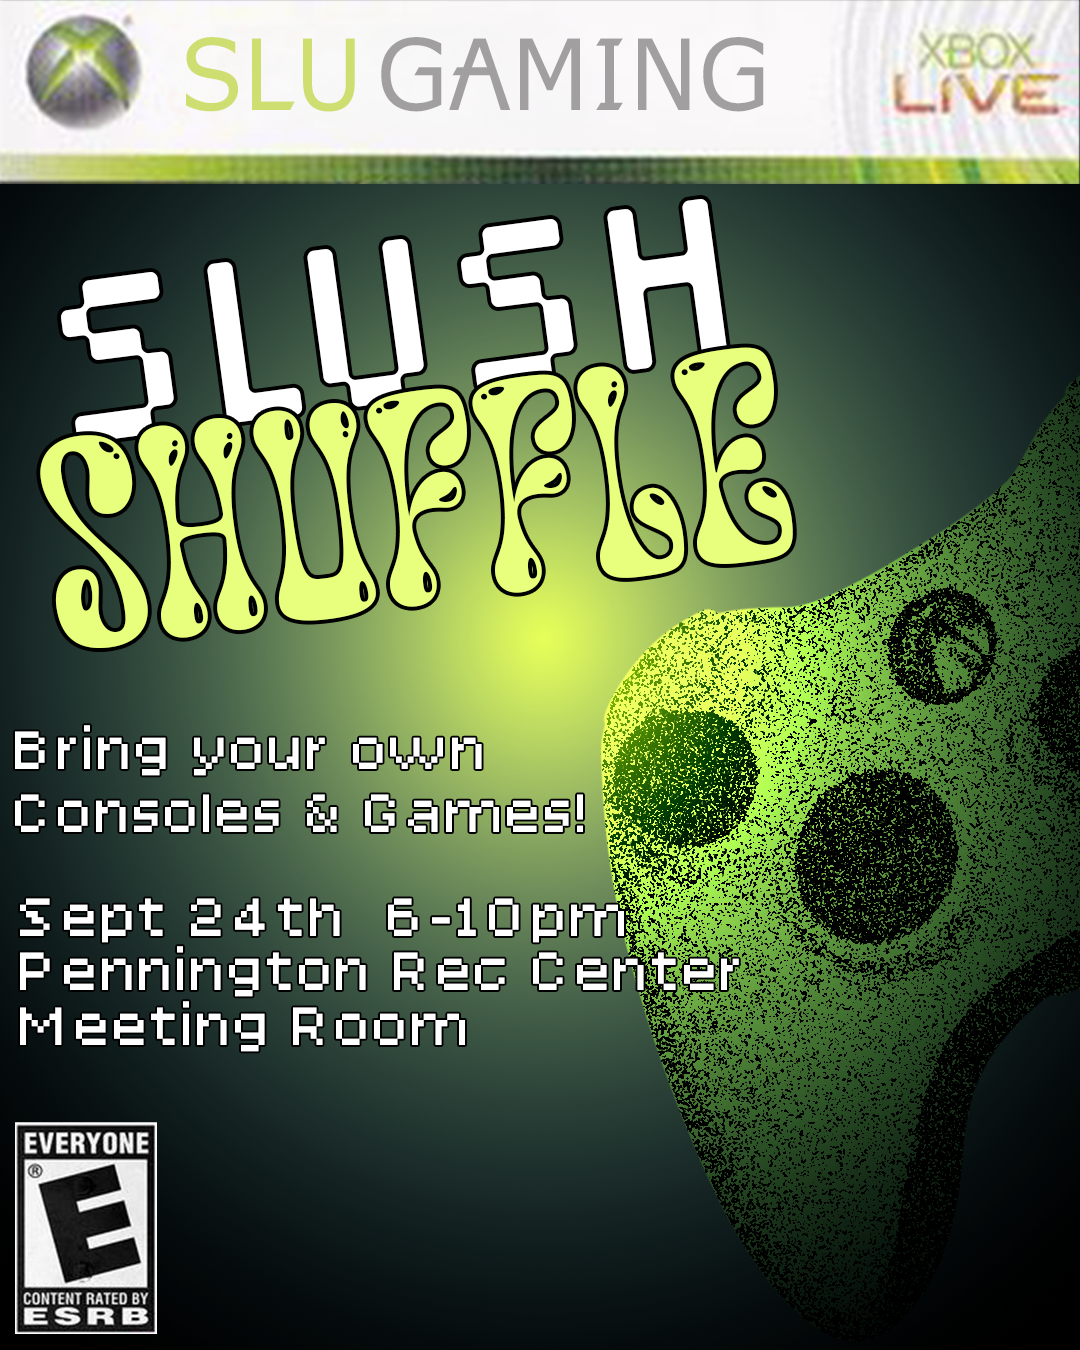 SLU GAMING
XBOX
LIVE
SLUSH
SHUFFLE
Bring your own
Consoles & Games!
Sept 24th 6-10pm
Pennington Rec Center
Meeting Room
EVERYONE
®
E
CONTENT RATED BY
ESRB